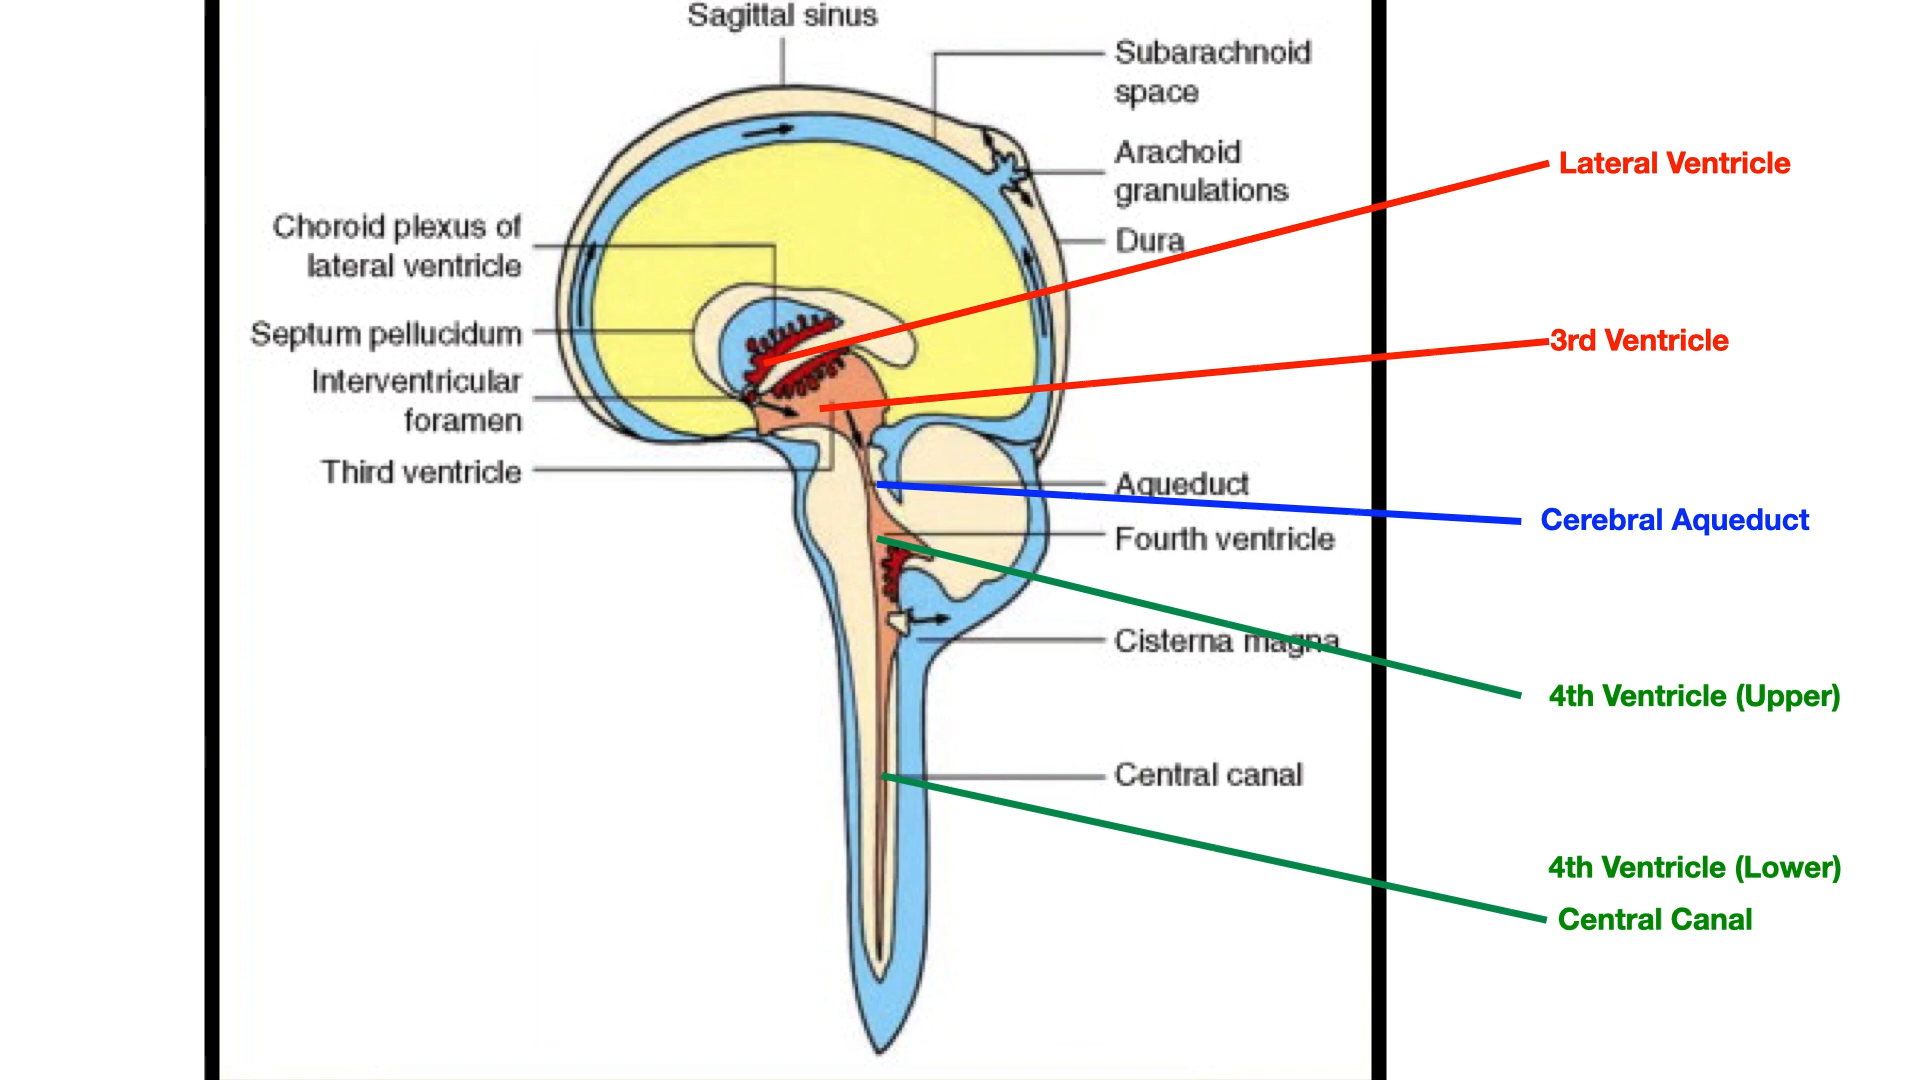 Sagittal sinus
Subarachnoid
space
Arachoid
granulations
Dura
Choroid plexus of
lateral ventricle
Septum pellucidum
Interventricular
foramen
Third ventricle
Aqueduct
Fourth ventricle
Cisterna magna
Central canal
Lateral Ventricle
3rd Ventricle
Cerebral Aqueduct
4th Ventricle (Upper)
4th Ventricle (Lower)
Central Canal